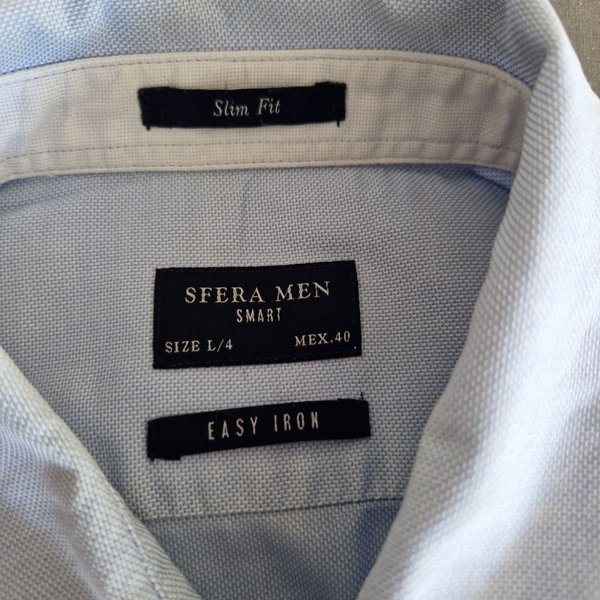 Slim Fit
SFERA MEN
SMART
SIZE L/4 MEX.40
EASY IRON